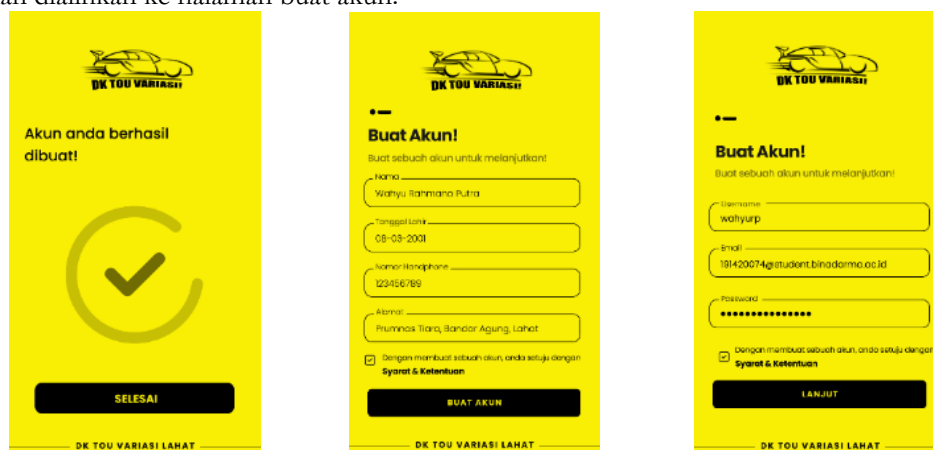 an dialihkan ke halaman buat akun.
DK TOU VARIASI!
Akun anda berhasil
dibuat!
SELESAI
DK TOU VARIASI LAHAT
DK TOU VARIASI!
Buat Akun!
Buat sebuah akun untuk melanjutkan!
Nama
Wahyu Rahmana Putra
Tanggal Lahir
08-03-2001
Nomor Handphone
123456789
Alamat
Prumnas Tiara, Bandar Agung, Lahat
Dengan membuat sebuah akun, anda setuju dengan
Syarat & Ketentuan
BUAT AKUN
DK TOU VARIASI LAHAT
DK TOU VARIASI!
Buat Akun!
Buat sebuah akun untuk melanjutkan!
Username
wahyurp
Email
191420074@student.binadarma.ac.id
Password
Dengan membuat sebuah akun, anda setuju dengan
Syarat & Ketentuan
LANJUT
DK TOU VARIASI LAHAT